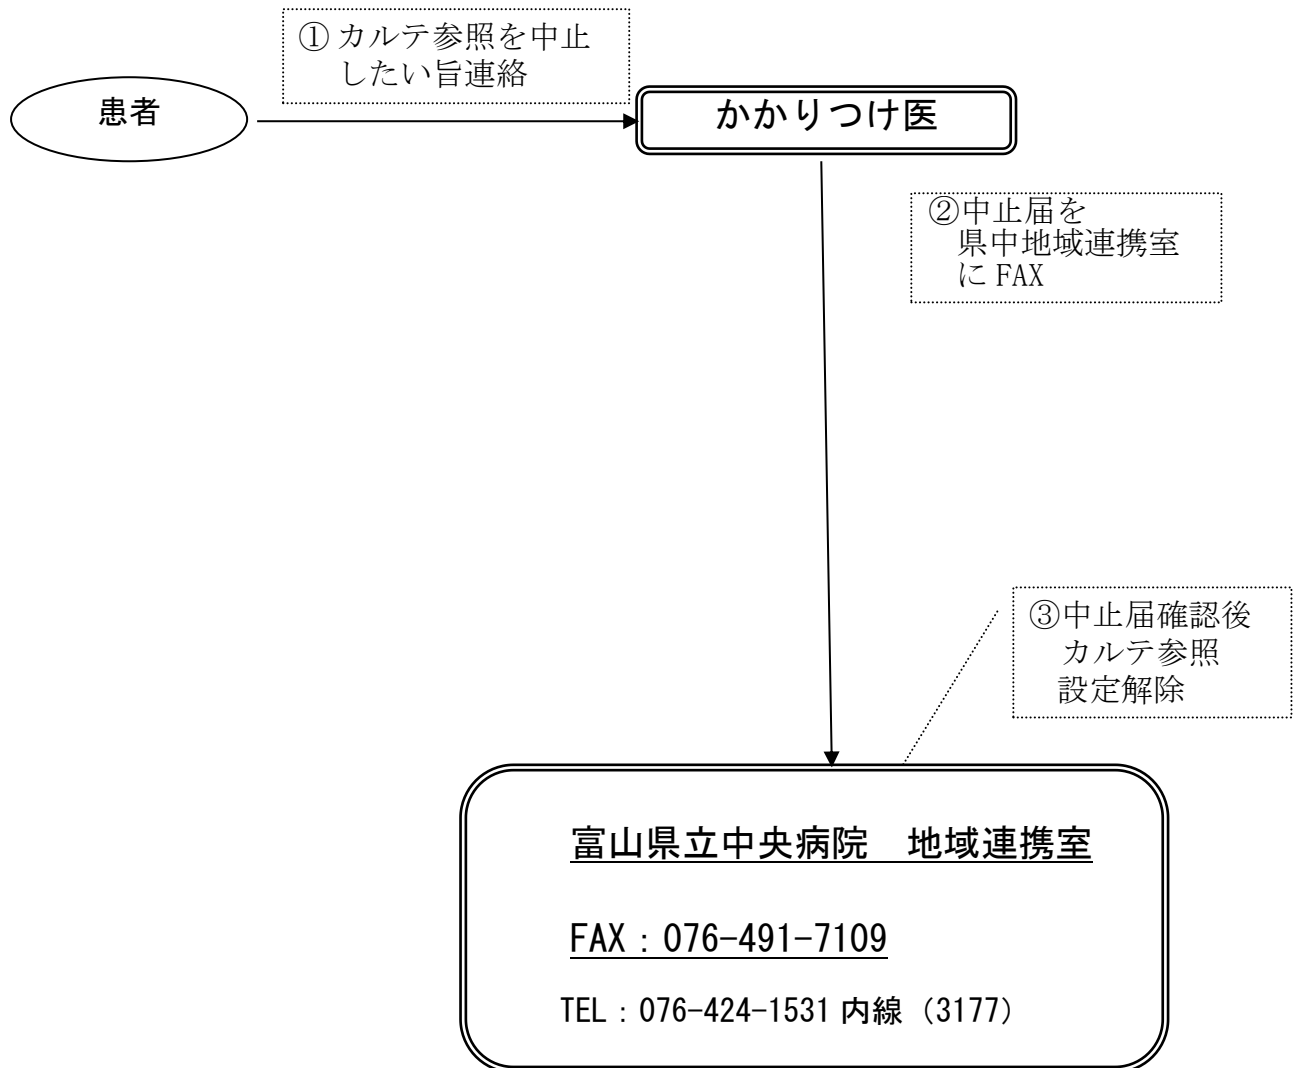 ① カルテ参照を中止
したい旨連絡
患者
かかりつけ医
②中止届を
県中地域連携室
に FAX
③中止届確認後
カルテ参照
設定解除
富山県立中央病院　地域連携室
FAX：076-491-7109
TEL：076-424-1531 内線（3177）